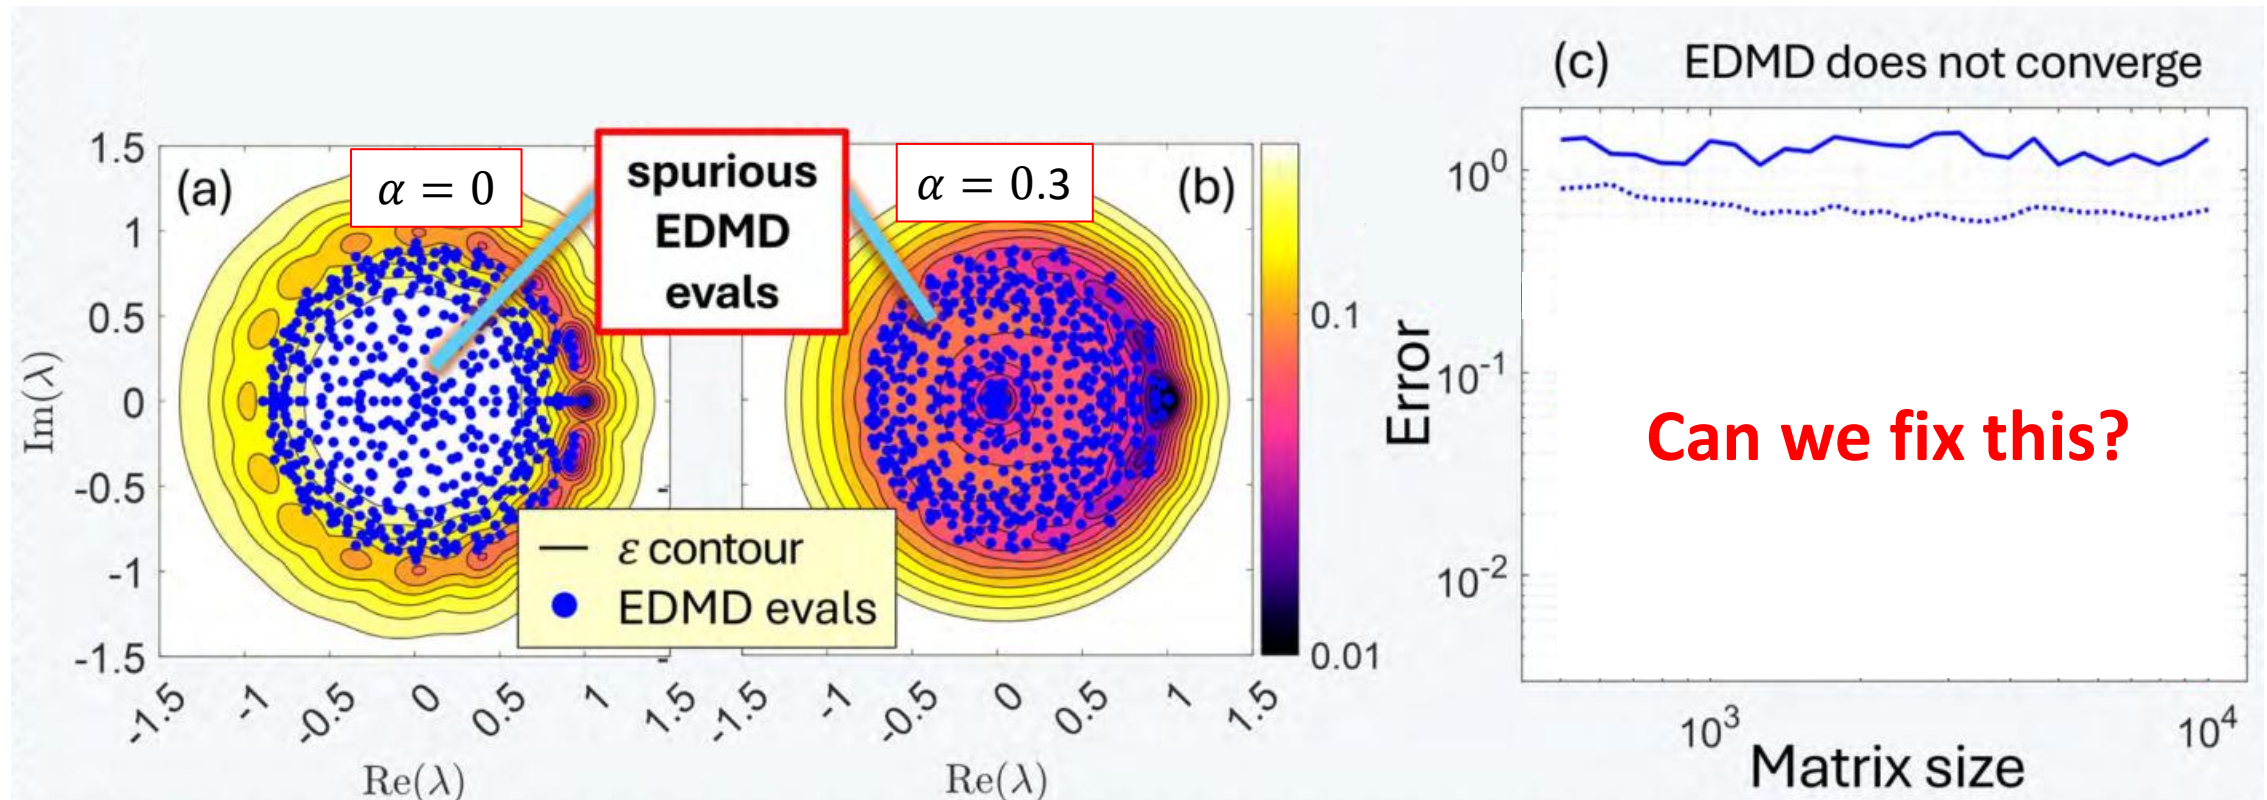 (a)
α = 0
spurious
EDMD
evals
α = 0.3
(b)
1.5
1
0.5
0
-0.5
-1
-1.5
Im(λ)
-1.5
-1
-0.5
0
0.5
1
1.5
Re(λ)
ε contour
EDMD evals
-1.5
-1
-0.5
0
0.5
1
1.5
Re(λ)
0.1
0.01
(c) EDMD does not converge
10^0
10^-1
10^-2
Error
Can we fix this?
10^3
10^4
Matrix size